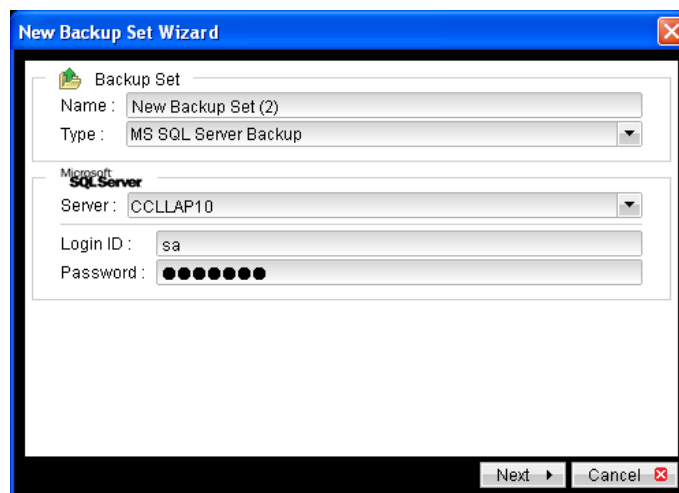 New Backup Set Wizard
Backup Set
Name : New Backup Set (2)
Type : MS SQL Server Backup
Microsoft
SQL Server
Server : CCLLAP10
Login ID : sa
Password : ●●●●●●●
Next Cancel